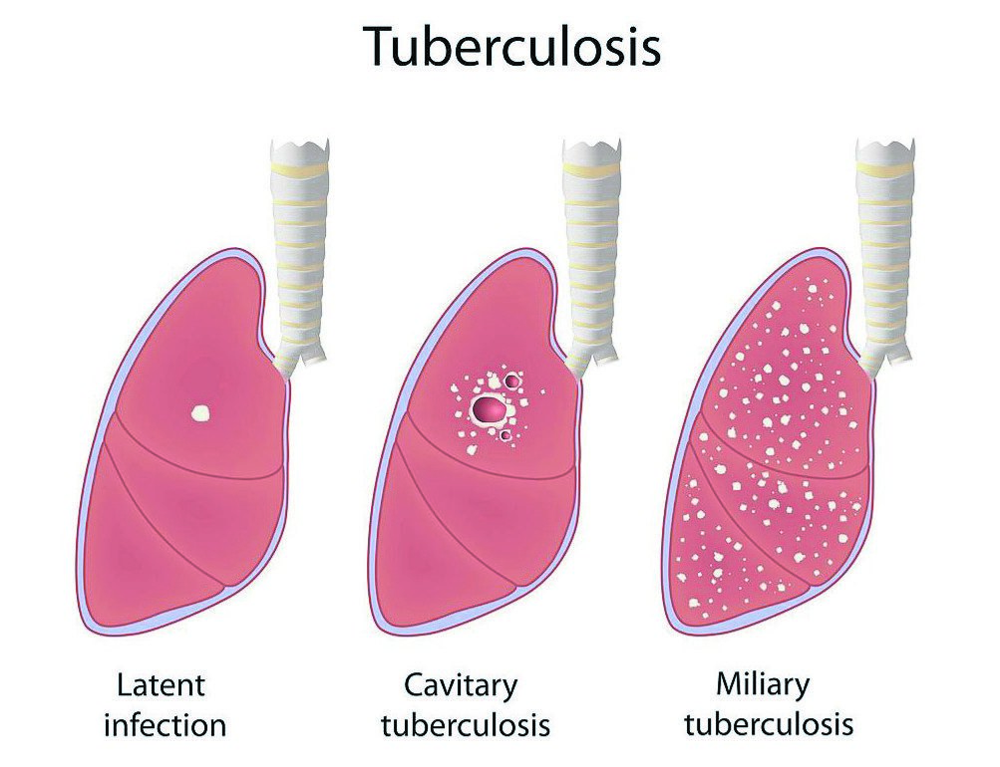 Tuberculosis
Latent
infection
Cavitary
tuberculosis
Miliary
tuberculosis